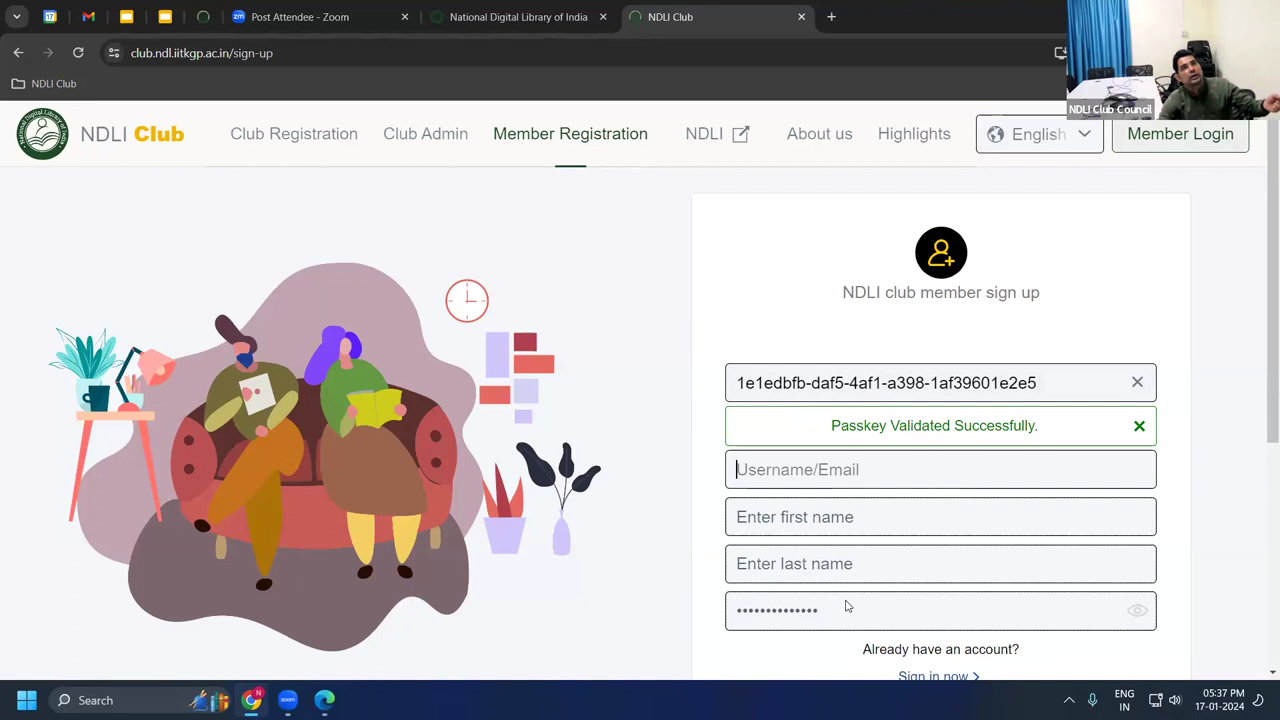 Post Attendee - Zoom
National Digital Library of India
NDLI Club
club.ndl.iitkgp.ac.in/sign-up
NDLI Club
NDLI Club Council
NDLI Club
Club Registration
Club Admin
Member Registration
NDLI
About us
Highlights
English
Member Login
NDLI club member sign up
1e1edbfb-daf5-4af1-a398-1af39601e2e5
Passkey Validated Successfully.
Username/Email
Enter first name
Enter last name
••••••••••••••
Already have an account?
Sign in now >
Search
ENG
IN
05:37 PM
17-01-2024